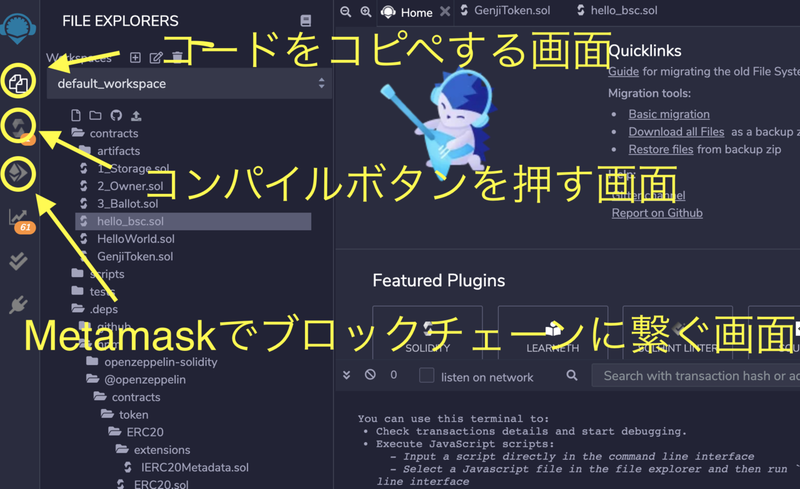 FILE EXPLORERS
Home
GenjiToken.sol
hello_bsc.sol
Workspaces
コードをコピペする画面
default_workspace
Quicklinks
Guide for migrating the old File Syste
Migration tools:
Basic migration
Download all Files as a backup z
Restore files from backup zip
Help:
Gitter channel
Report on Github
contracts
artifacts
1_Storage.sol
コンパイルボタンを押す画面
2_Owner.sol
3_Ballot.sol
hello_bsc.sol
61
HelloWorld.sol
GenjiToken.sol
scripts
tests
.deps
github
Metamaskでブロックチェーンに繋ぐ画面
npm
openzeppelin-solidity
@openzeppelin
contracts
token
ERC20
extensions
IERC20Metadata.sol
ERC20.sol
Featured Plugins
SOLIDITY
LEARNETH
SOLHINT LINTER
0
listen on network
Search with transaction hash or ad
You can use this terminal to:
• Check transactions details and start debugging.
• Execute JavaScript scripts:
- Input a script directly in the command line interface
- Select a Javascript file in the file explorer and then run `
line interface